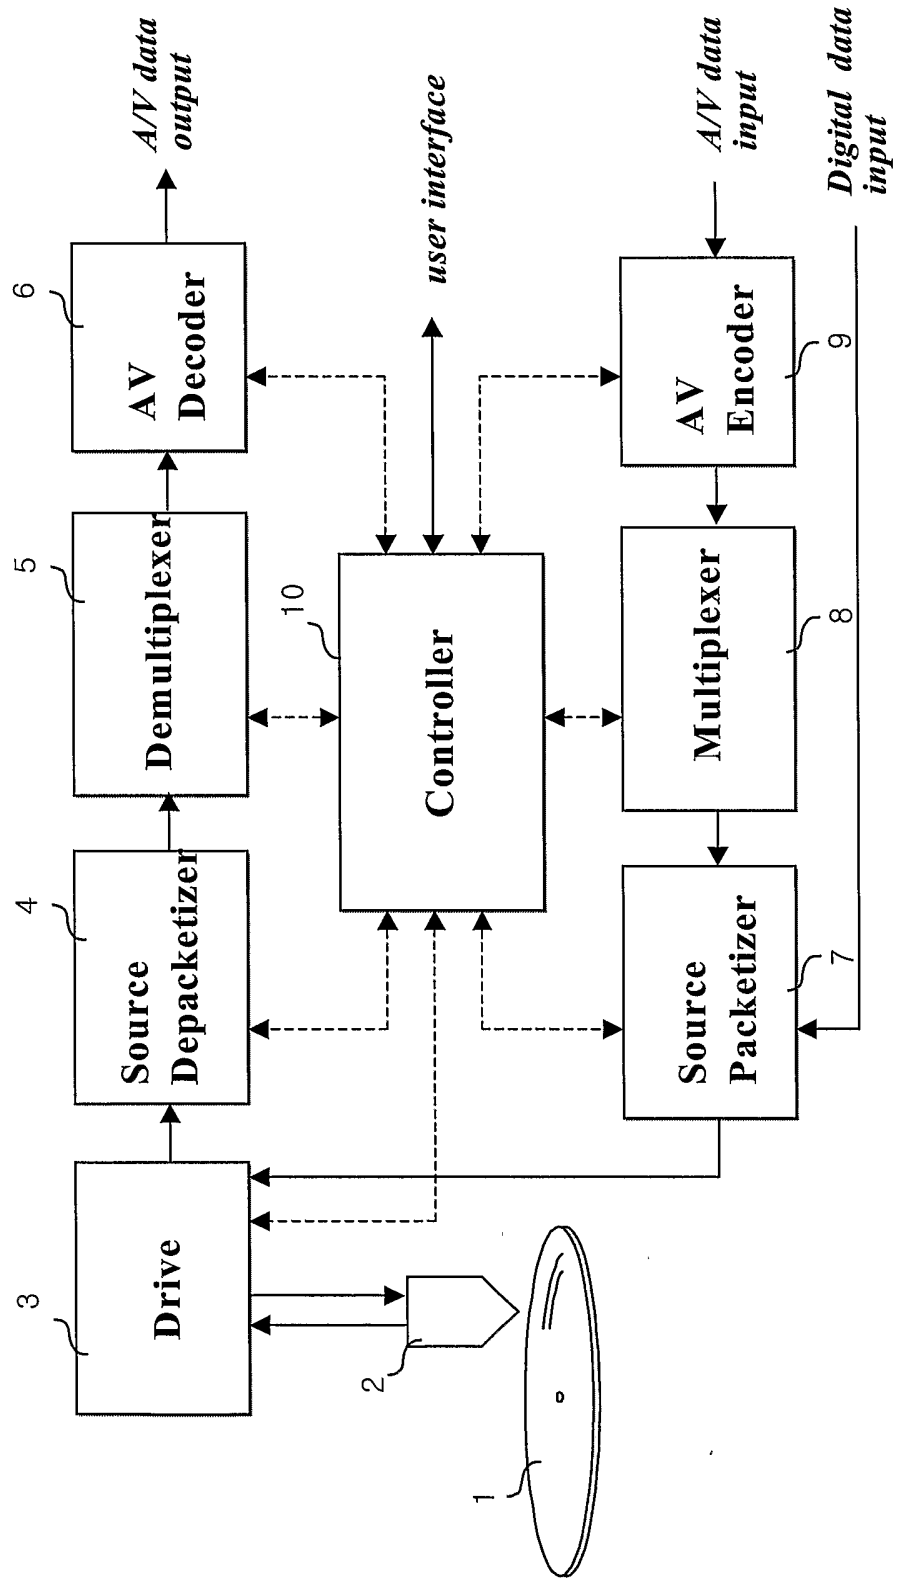 3
Drive
4
Source
Depacketizer
5
Demultiplexer
6
AV
Decoder
A/V data
output
2
1
10
Controller
user interface
Source
Packetizer
7
Multiplexer
8
AV
Encoder
9
A/V data
input
Digital data
input